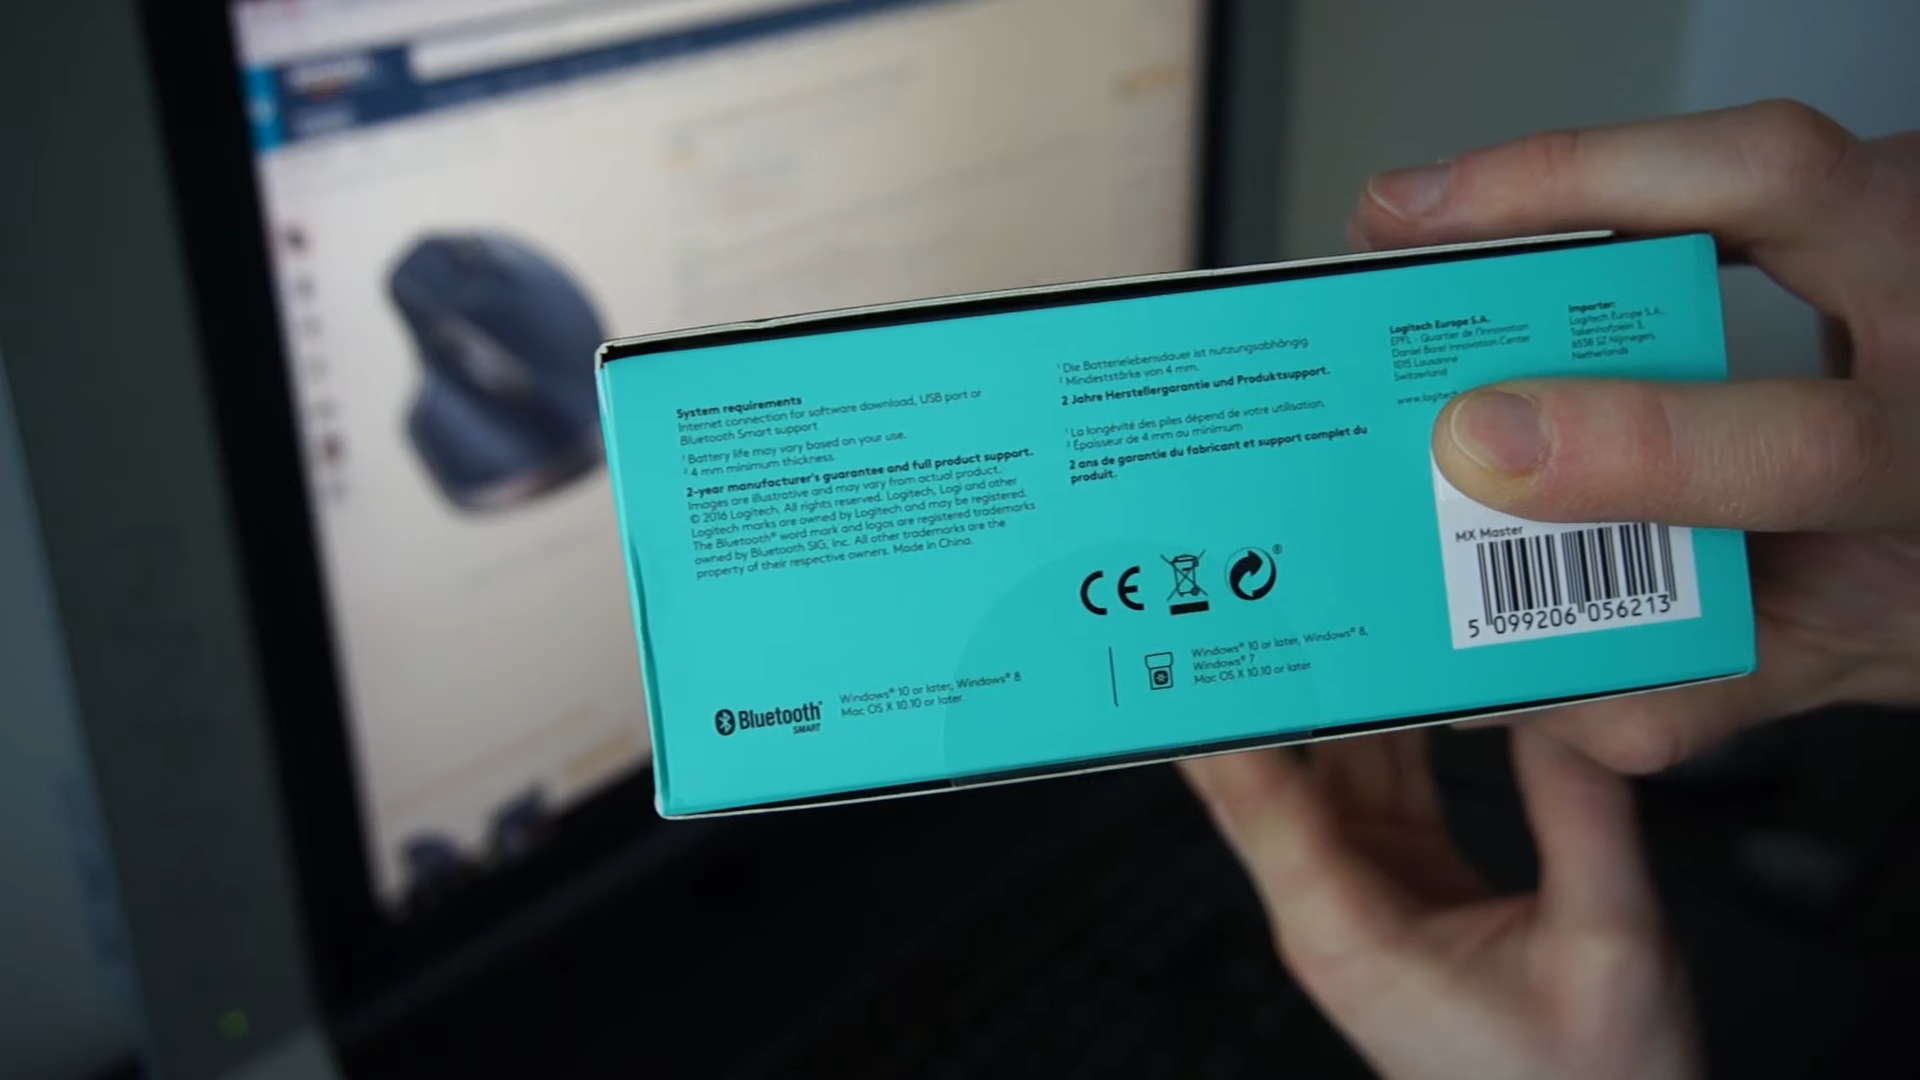 System requirements
Internet connection for software download, USB port or
Bluetooth Smart support
¹ Battery life may vary based on your use.
² 4 mm minimum thickness.
2-year manufacturer's guarantee and full product support.
Images are illustrative and may vary from actual product.
© 2016 Logitech. All rights reserved. Logitech, Logi and other
Logitech marks are owned by Logitech and may be registered.
The Bluetooth® word mark and logos are registered trademarks
owned by Bluetooth SIG, Inc. All other trademarks are the
property of their respective owners. Made in China.
¹ Die Batterielebensdauer ist nutzungsabhängig
² Mindeststärke von 4 mm.
2 Jahre Herstellergarantie und Produktsupport.
¹ La longévité des piles dépend de votre utilisation.
² Épaisseur de 4 mm au minimum
2 ans de garantie du fabricant et support complet du
produit.
Logitech Europe S.A.
EPFL - Quartier de l'Innovation
Daniel Borel Innovation Center
1015 Lausanne
Switzerland
www.logitech
Importer:
Logitech Europe S.A.,
Takenhofplein 3,
6538 SZ Nijmegen,
Netherlands
MX Master
5 099206 056213
CE
®
Bluetooth®
SMART
Windows® 10 or later, Windows® 8
Mac OS X 10.10 or later.
Windows® 10 or later, Windows® 8,
Windows® 7
Mac OS X 10.10 or later